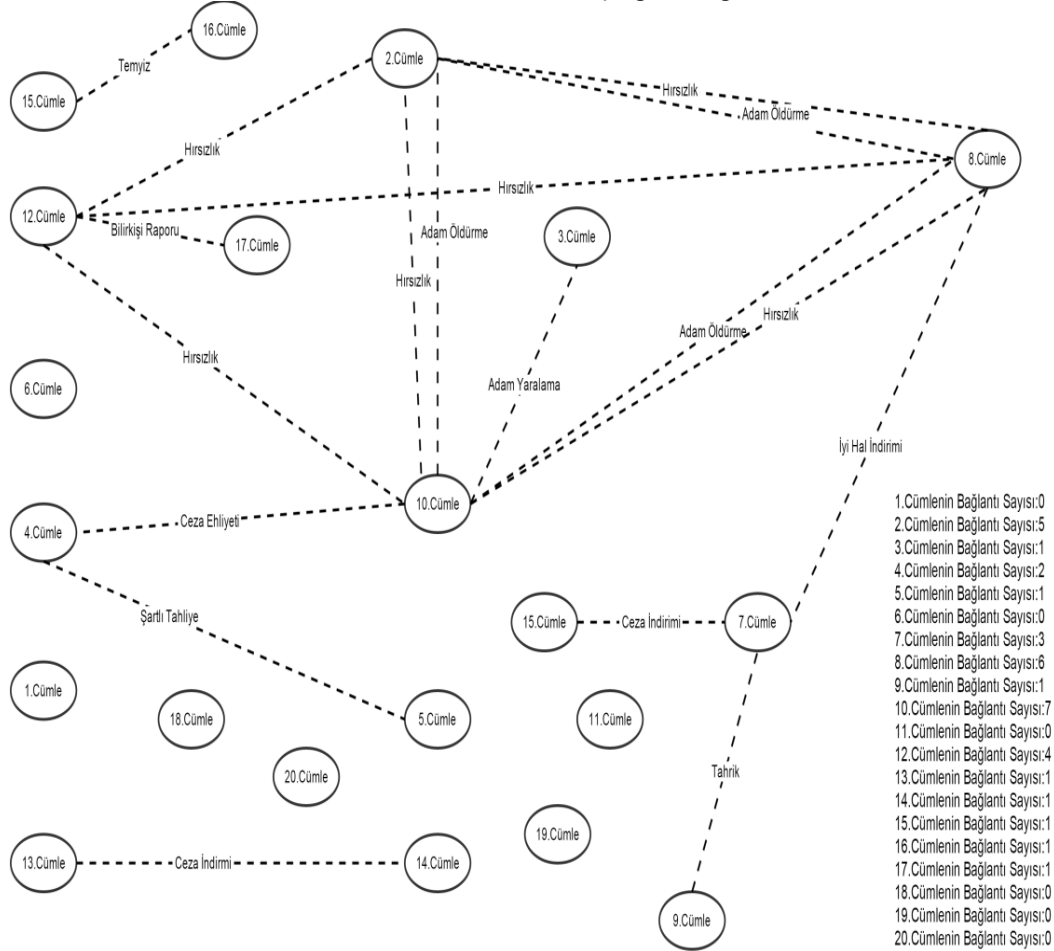 16.Cümle
Temyiz
2.Cümle
15.Cümle
Hırsızlık
Adam Öldürme
8.Cümle
Hırsızlık
Hırsızlık
12.Cümle
Bilirkişi Raporu
17.Cümle
Adam Öldürme
3.Cümle
Hırsızlık
Hırsızlık
Adam Öldürme
Hırsızlık
6.Cümle
Adam Yaralama
İyi Hal İndirimi
10.Cümle
Ceza Ehliyeti
4.Cümle
Şartlı Tahliye
15.Cümle
Ceza İndirimi
7.Cümle
1.Cümle
18.Cümle
5.Cümle
11.Cümle
20.Cümle
Tahrik
19.Cümle
13.Cümle
Ceza İndirmi
14.Cümle
9.Cümle
1.Cümlenin Bağlantı Sayısı:0
2.Cümlenin Bağlantı Sayısı:5
3.Cümlenin Bağlantı Sayısı:1
4.Cümlenin Bağlantı Sayısı:2
5.Cümlenin Bağlantı Sayısı:1
6.Cümlenin Bağlantı Sayısı:0
7.Cümlenin Bağlantı Sayısı:3
8.Cümlenin Bağlantı Sayısı:6
9.Cümlenin Bağlantı Sayısı:1
10.Cümlenin Bağlantı Sayısı:7
11.Cümlenin Bağlantı Sayısı:0
12.Cümlenin Bağlantı Sayısı:4
13.Cümlenin Bağlantı Sayısı:1
14.Cümlenin Bağlantı Sayısı:1
15.Cümlenin Bağlantı Sayısı:1
16.Cümlenin Bağlantı Sayısı:1
17.Cümlenin Bağlantı Sayısı:1
18.Cümlenin Bağlantı Sayısı:0
19.Cümlenin Bağlantı Sayısı:0
20.Cümlenin Bağlantı Sayısı:0